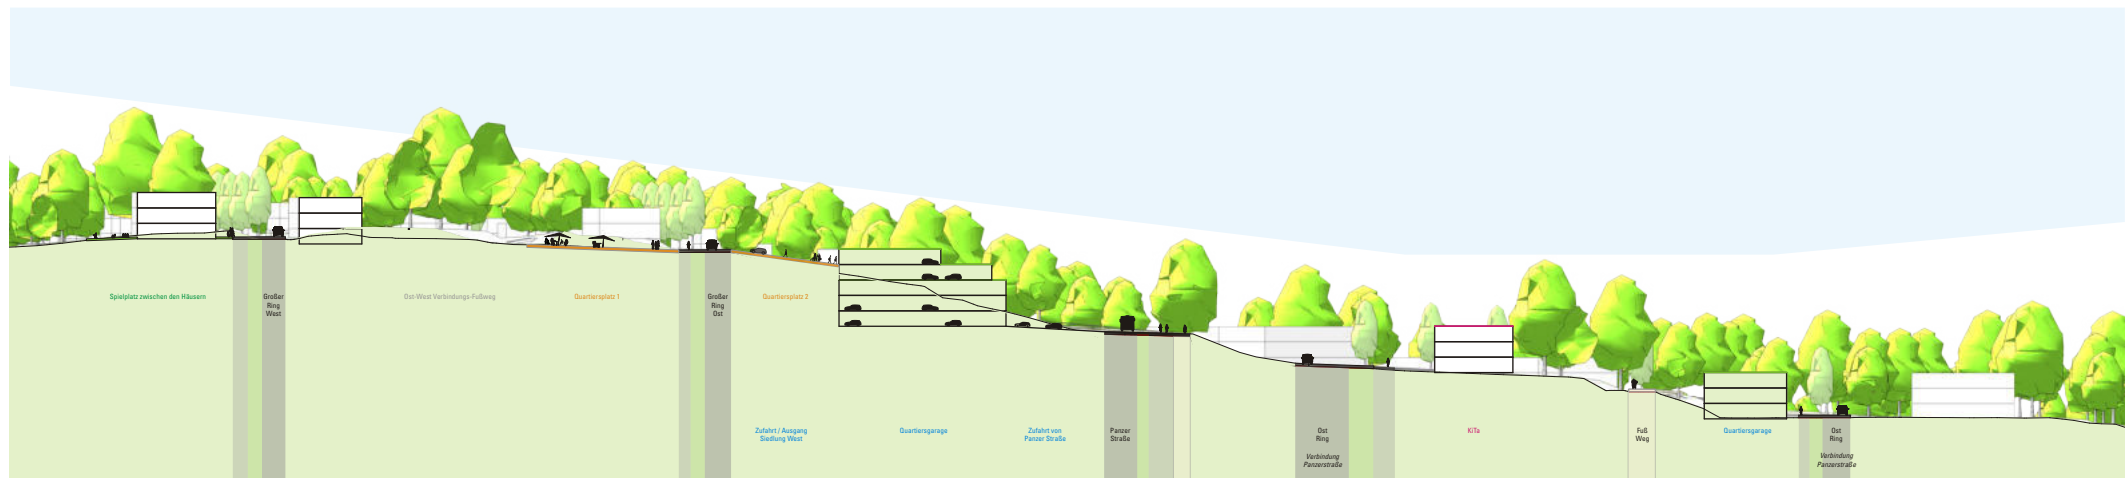 Spielplatz zwischen den Häusern
Großer
Ring
West
Ost-West Verbindungs-Fußweg
Quartiersplatz 1
Großer
Ring
Ost
Quartiersplatz 2
Zufahrt / Ausgang
Siedlung West
Quartiersgarage
Zufahrt von
Panzer Straße
Panzer
Straße
Ost
Ring
Verbindung
Panzerstraße
KiTa
Fuß
Weg
Quartiersgarage
Ost
Ring
Verbindung
Panzerstraße